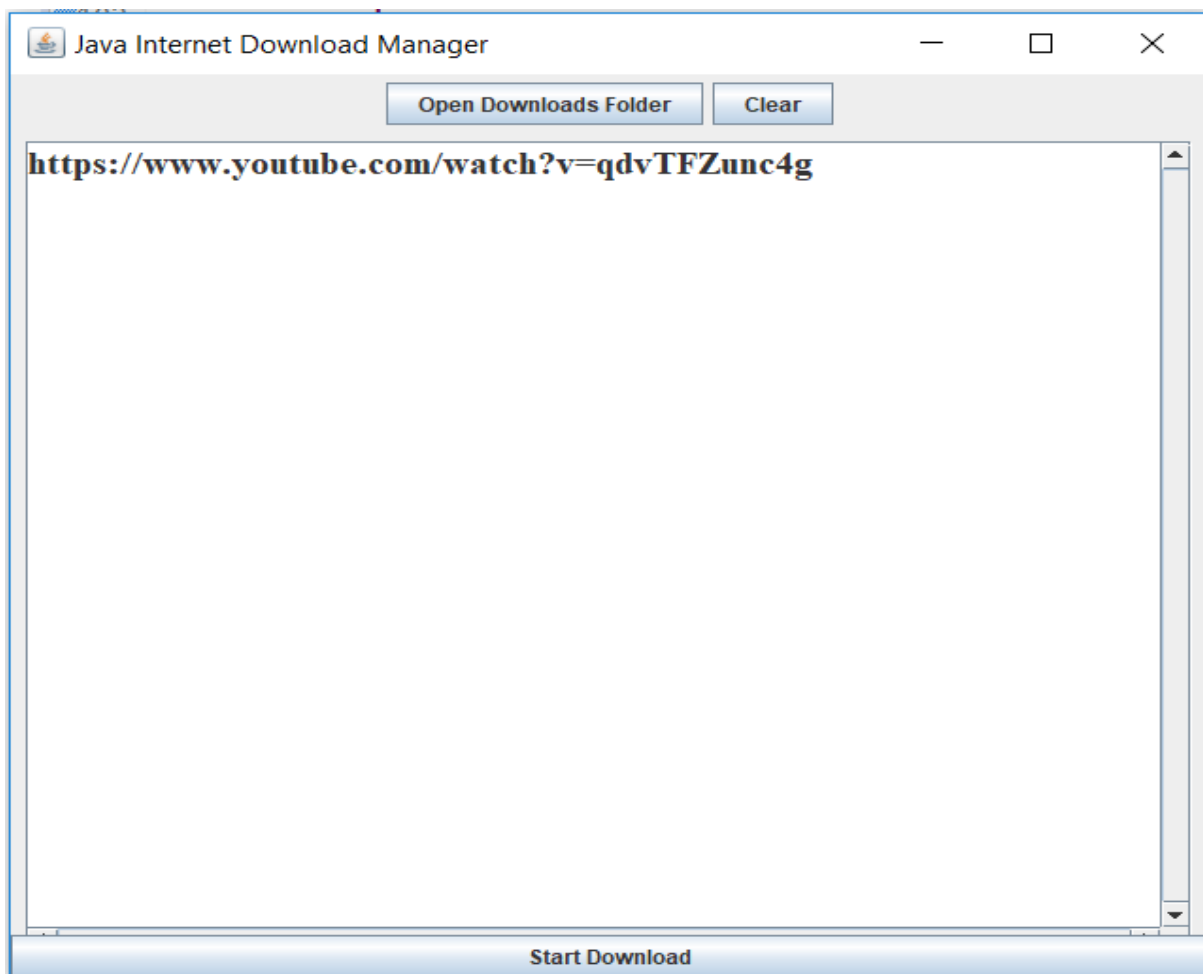 Java Internet Download Manager
Open Downloads Folder Clear
https://www.youtube.com/watch?v=qdvTFZunc4g
Start Download